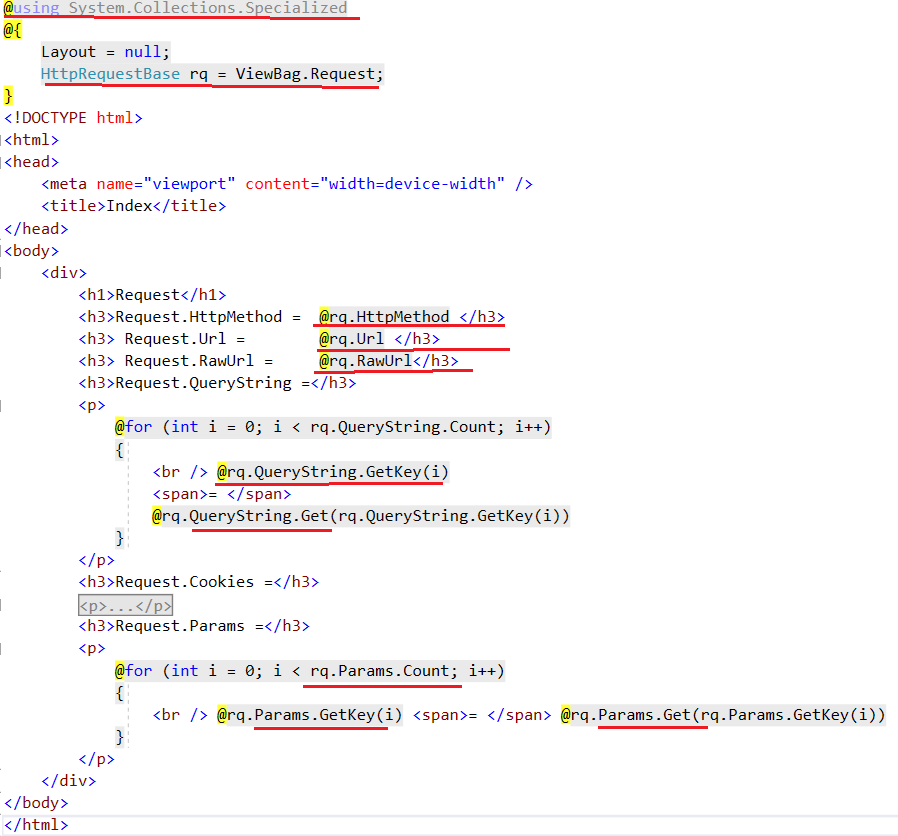 @using System.Collections.Specialized
@{
    Layout = null;
    HttpRequestBase rq = ViewBag.Request;
}
<!DOCTYPE html>
<html>
<head>
    <meta name="viewport" content="width=device-width" />
    <title>Index</title>
</head>
<body>
    <div>
        <h1>Request</h1>
        <h3>Request.HttpMethod =  @rq.HttpMethod </h3>
        <h3> Request.Url =        @rq.Url </h3>
        <h3> Request.RawUrl =     @rq.RawUrl</h3>
        <h3>Request.QueryString =</h3>
        <p>
            @for (int i = 0; i < rq.QueryString.Count; i++)
            {
                <br /> @rq.QueryString.GetKey(i)
                <span>= </span>
                @rq.QueryString.Get(rq.QueryString.GetKey(i))
            }
        </p>
        <h3>Request.Cookies =</h3>
        <p>...</p>
        <h3>Request.Params =</h3>
        <p>
            @for (int i = 0; i < rq.Params.Count; i++)
            {
                <br /> @rq.Params.GetKey(i) <span>= </span> @rq.Params.Get(rq.Params.GetKey(i))
            }
        </p>
    </div>
</body>
</html>